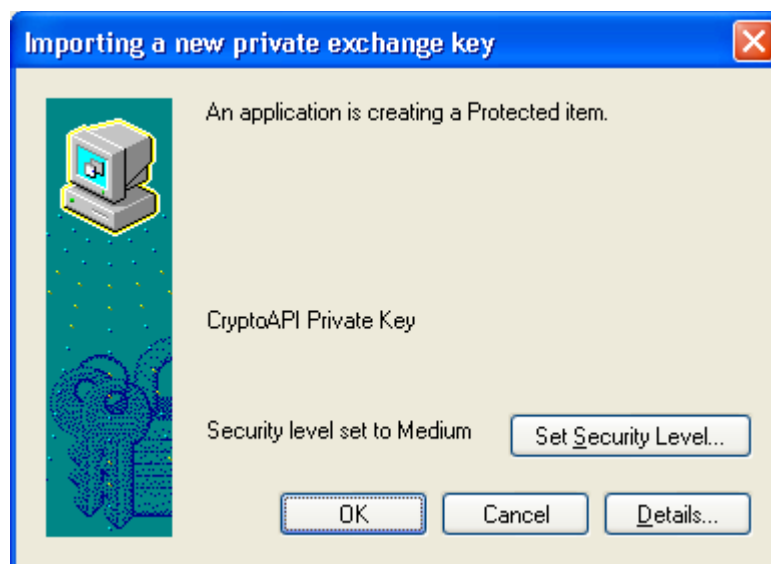 Importing a new private exchange key
An application is creating a Protected item.
CryptoAPI Private Key
Security level set to Medium
Set Security Level...
OK
Cancel
Details...